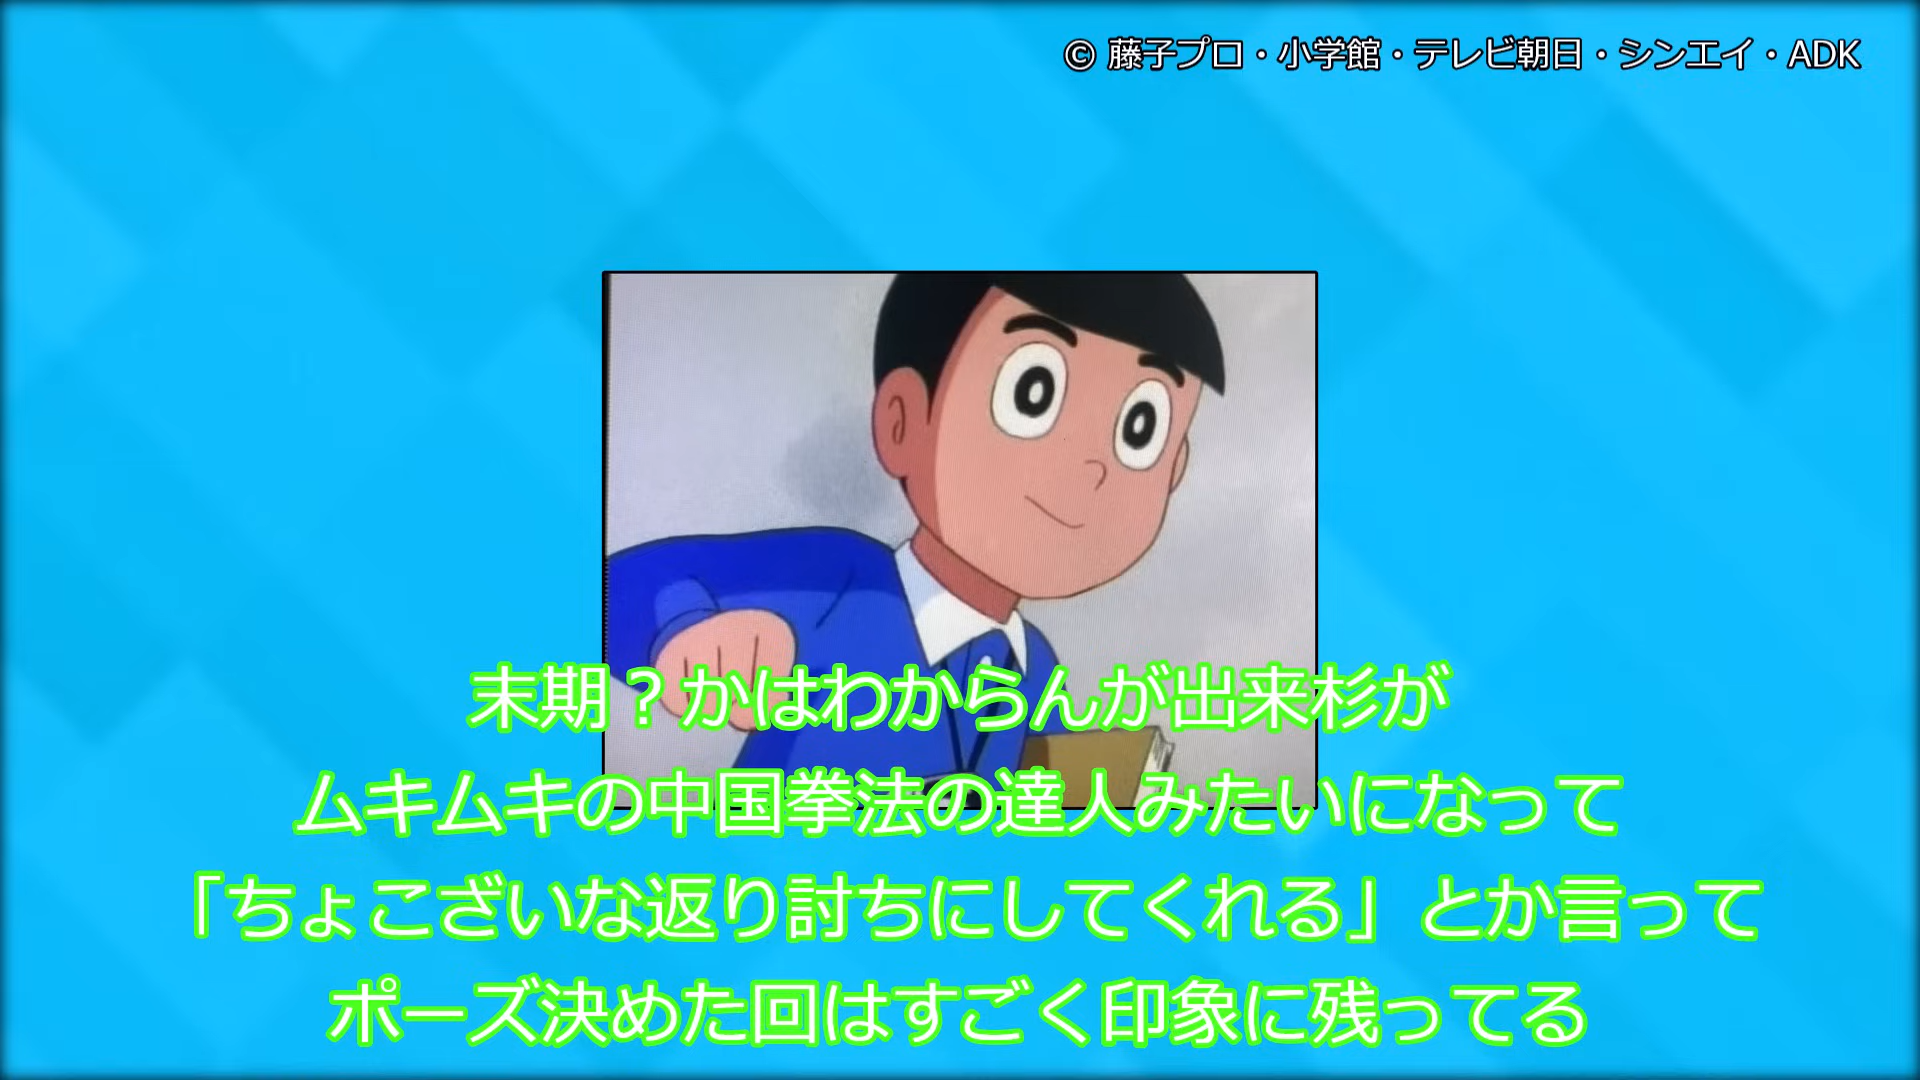 © 藤子プロ・小学館・テレビ朝日・シンエイ・ADK
末期？かはわからんが出来杉が
ムキムキの中国拳法の達人みたいになって
「ちょこざいな返り討ちにしてくれる」とか言って
ポーズ決めた回はすごく印象に残ってる